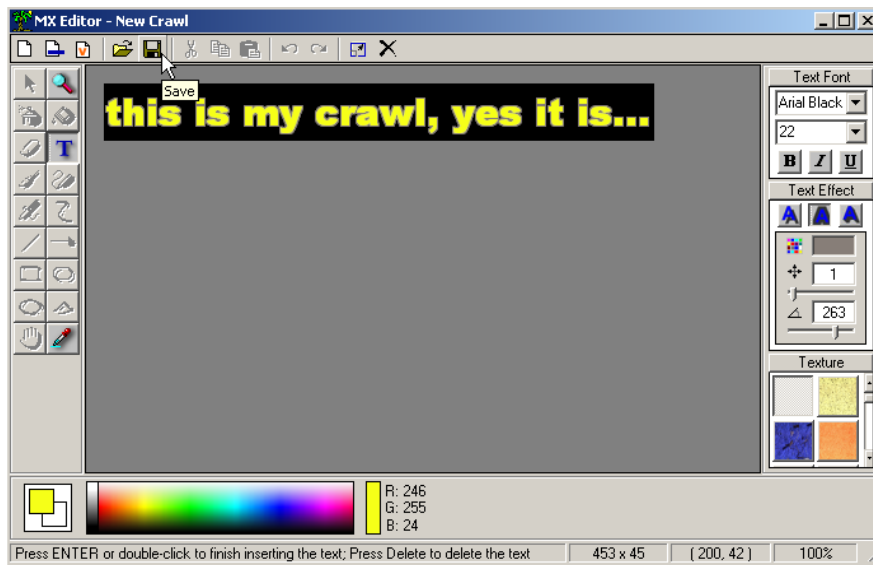 MX Editor - New Crawl
Save
this is my crawl, yes it is...
T
Text Font
Arial Black
22
B I U
Text Effect
A A A
1
263
Texture
R: 246
G: 255
B: 24
Press ENTER or double-click to finish inserting the text; Press Delete to delete the text 453 x 45 ( 200, 42 ) 100%